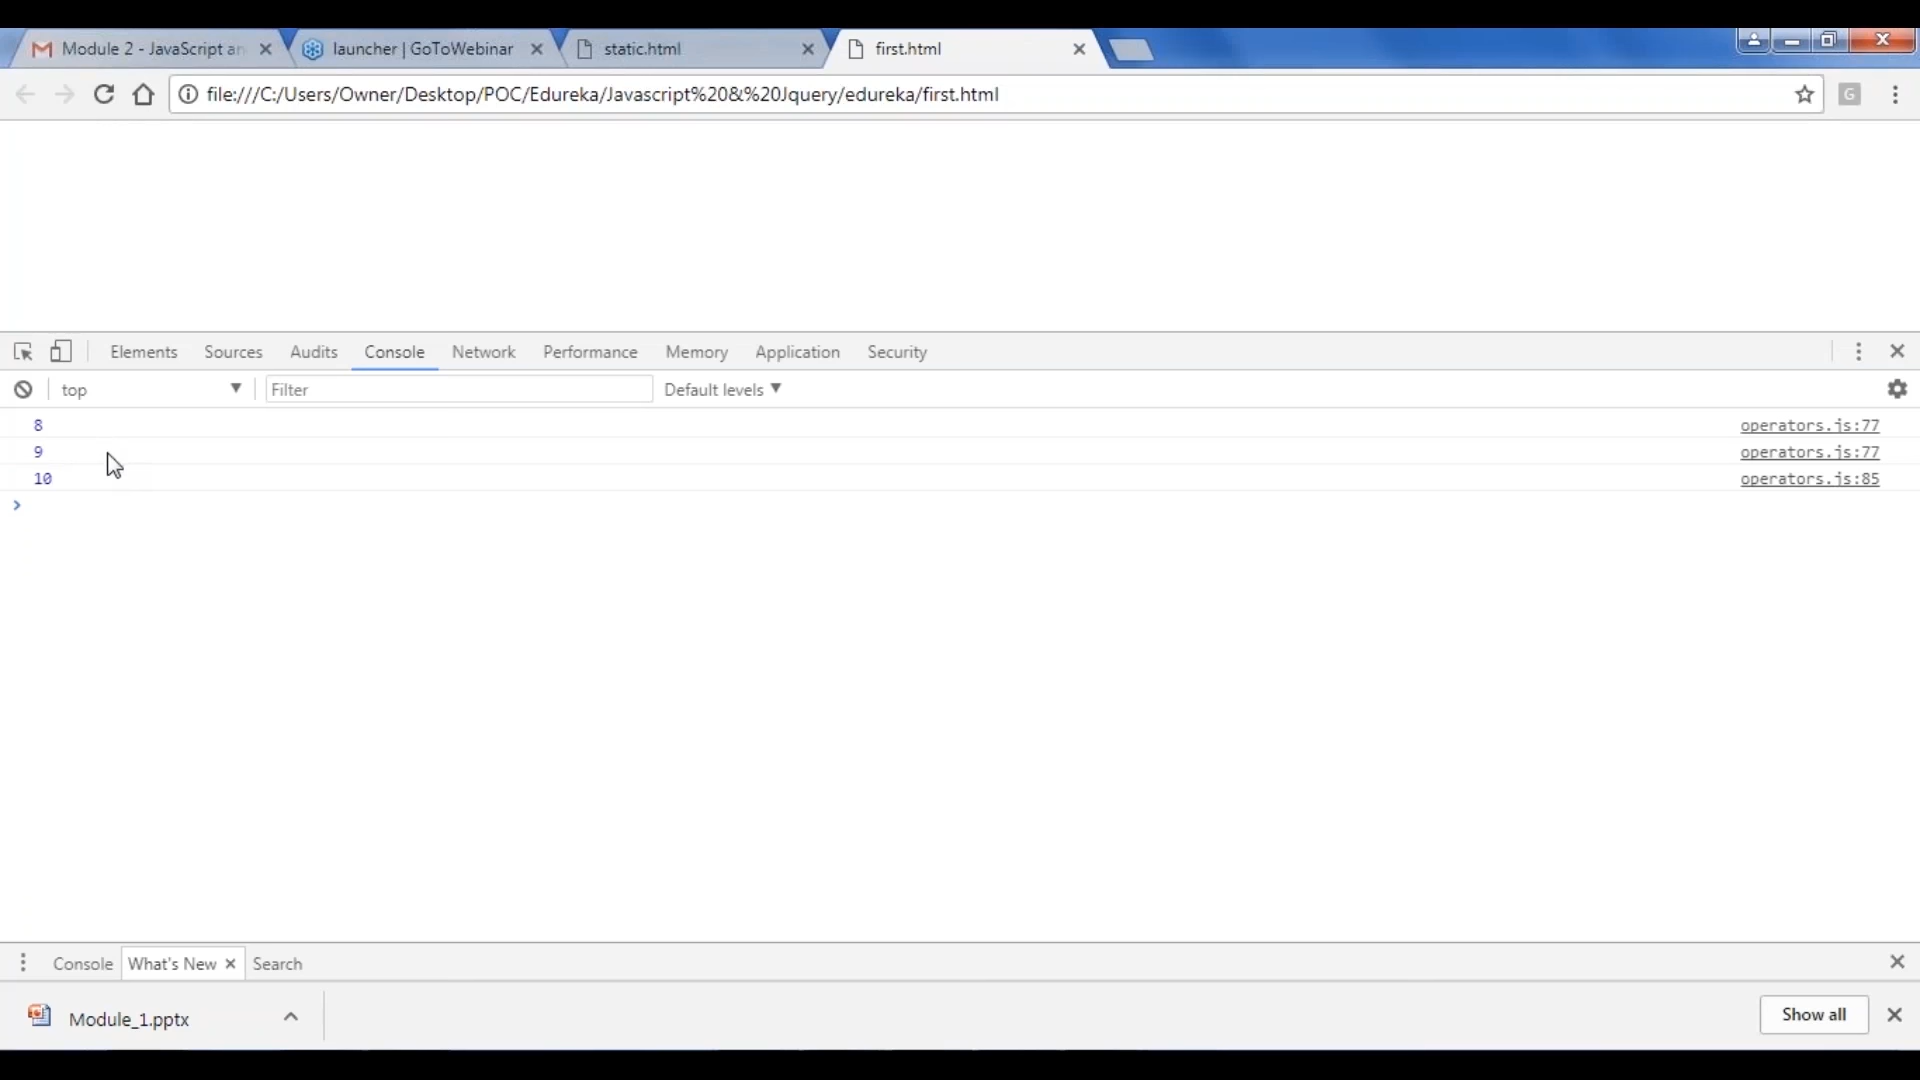 Module 2 - JavaScript an
launcher | GoToWebinar
static.html
first.html
file:///C:/Users/Owner/Desktop/POC/Edureka/Javascript%20&%20Jquery/edureka/first.html
G
Elements Sources Audits Console Network Performance Memory Application Security
top Filter Default levels
8 operators.js:77
9 operators.js:77
10 operators.js:85
Console What's New Search
Module_1.pptx Show all